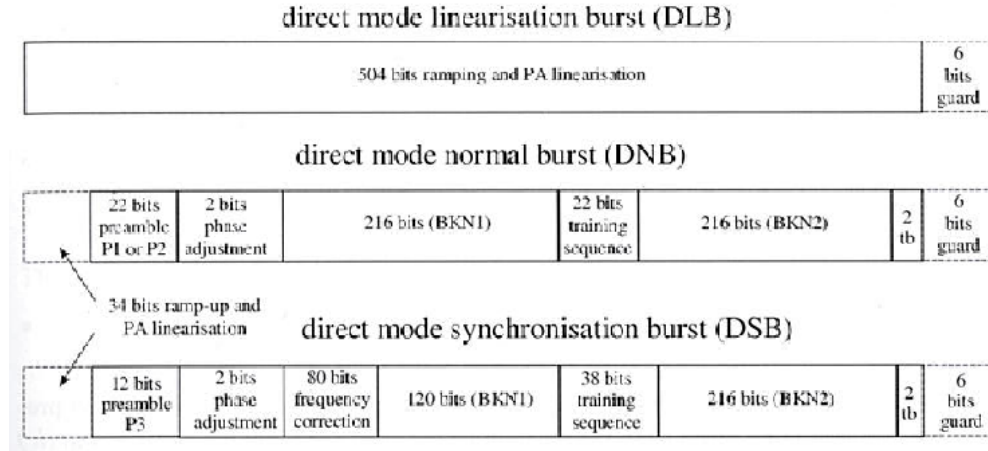 direct mode linearisation burst (DLB)
504 bits ramping and PA linearisation
6
bits
guard
direct mode normal burst (DNB)
22 bits
preamble
P1 or P2
2 bits
phase
adjustment
216 bits (BKN1)
22 bits
training
sequence
216 bits (BKN2)
2
tb
6
bits
guard
34 bits ramp-up and
PA linearisation
direct mode synchronisation burst (DSB)
12 bits
preamble
P3
2 bits
phase
adjustment
80 bits
frequency
correction
120 bits (BKN1)
38 bits
training
sequence
216 bits (BKN2)
2
tb
6
bits
guard